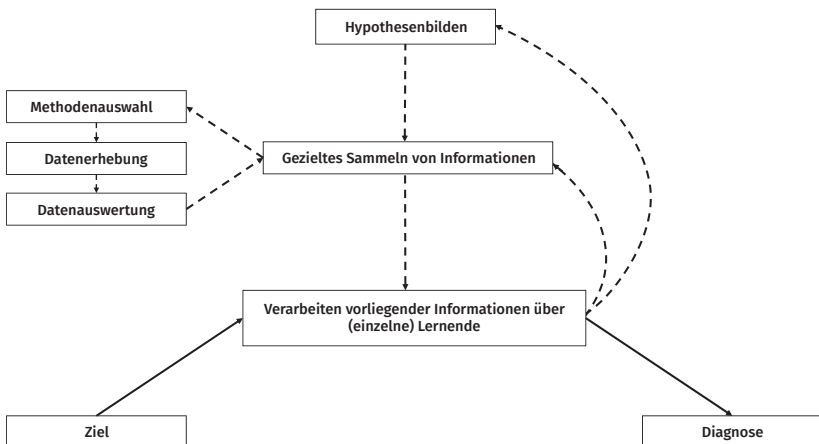 Hypothesenbilden
Methodenauswahl
Gezieltes Sammeln von Informationen
Datenerhebung
Datenauswertung
Verarbeiten vorliegender Informationen über
(einzelne) Lernende
Ziel
Diagnose